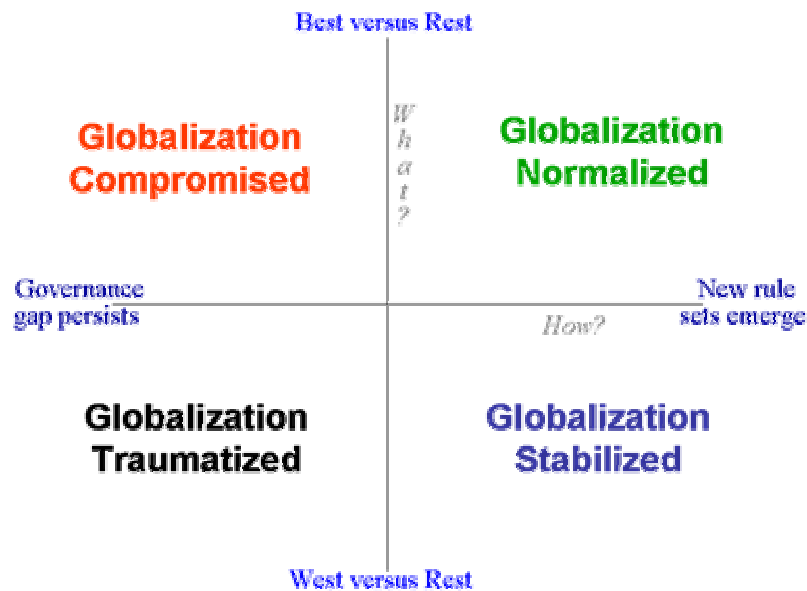 Best versus Rest
What?
Globalization
Compromised
Globalization
Normalized
Governance
gap persists
New rule
sets emerge
How?
Globalization
Traumatized
Globalization
Stabilized
West versus Rest